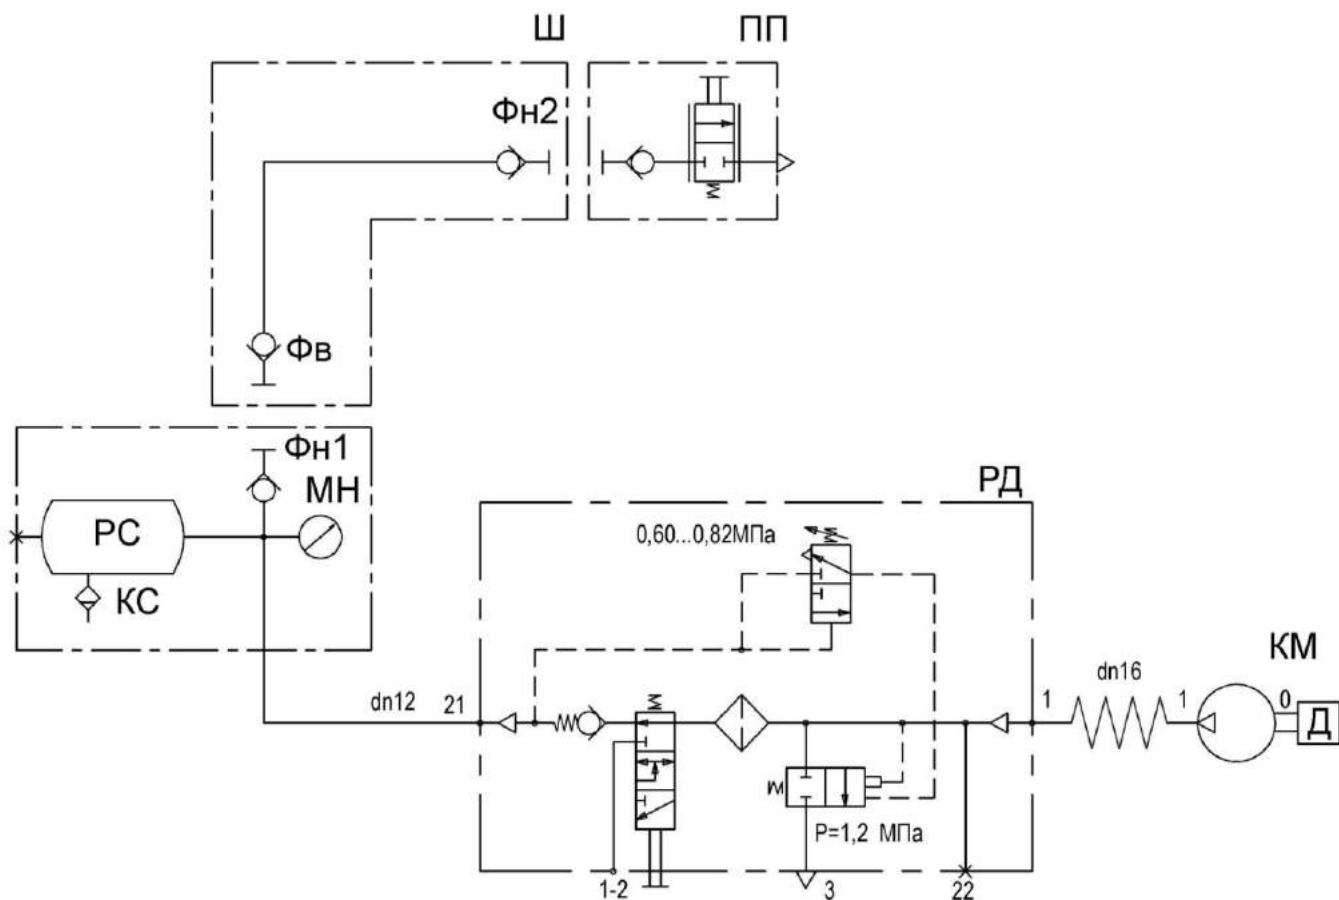 Ш
ПП
Фн2
Фв
Фн1
МН
РС
КС
РД
0,60...0,82МПа
КМ
dn16
dn12
21
1
1
0
Д
P=1,2 МПа
1-2
3
22